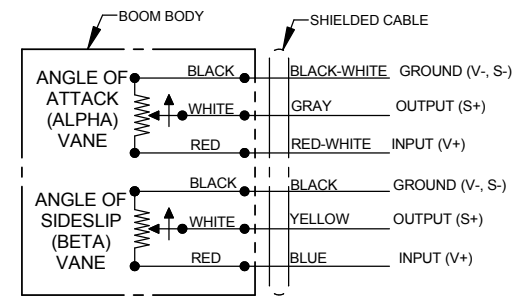 BOOM BODY
SHIELDED CABLE
ANGLE OF
ATTACK
(ALPHA)
VANE
BLACK BLACK-WHITE GROUND (V-, S-)
WHITE GRAY OUTPUT (S+)
RED RED-WHITE INPUT (V+)
ANGLE OF
SIDESLIP
(BETA)
VANE
BLACK BLACK GROUND (V-, S-)
WHITE YELLOW OUTPUT (S+)
RED BLUE INPUT (V+)